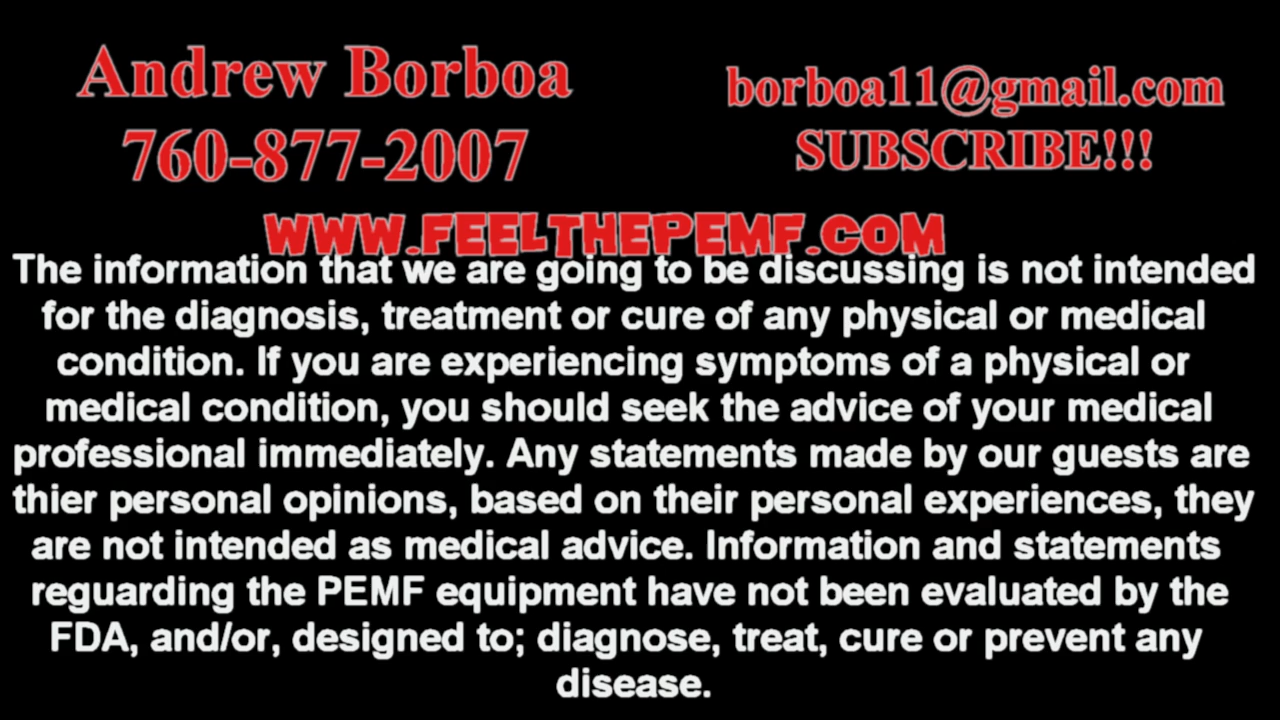 Andrew Borboa
760-877-2007
borboa11@gmail.com
SUBSCRIBE!!!
WWW.FEELTHEPEMF.COM
The information that we are going to be discussing is not intended
for the diagnosis, treatment or cure of any physical or medical
condition. If you are experiencing symptoms of a physical or
medical condition, you should seek the advice of your medical
professional immediately. Any statements made by our guests are
thier personal opinions, based on their personal experiences, they
are not intended as medical advice. Information and statements
reguarding the PEMF equipment have not been evaluated by the
FDA, and/or, designed to; diagnose, treat, cure or prevent any
disease.